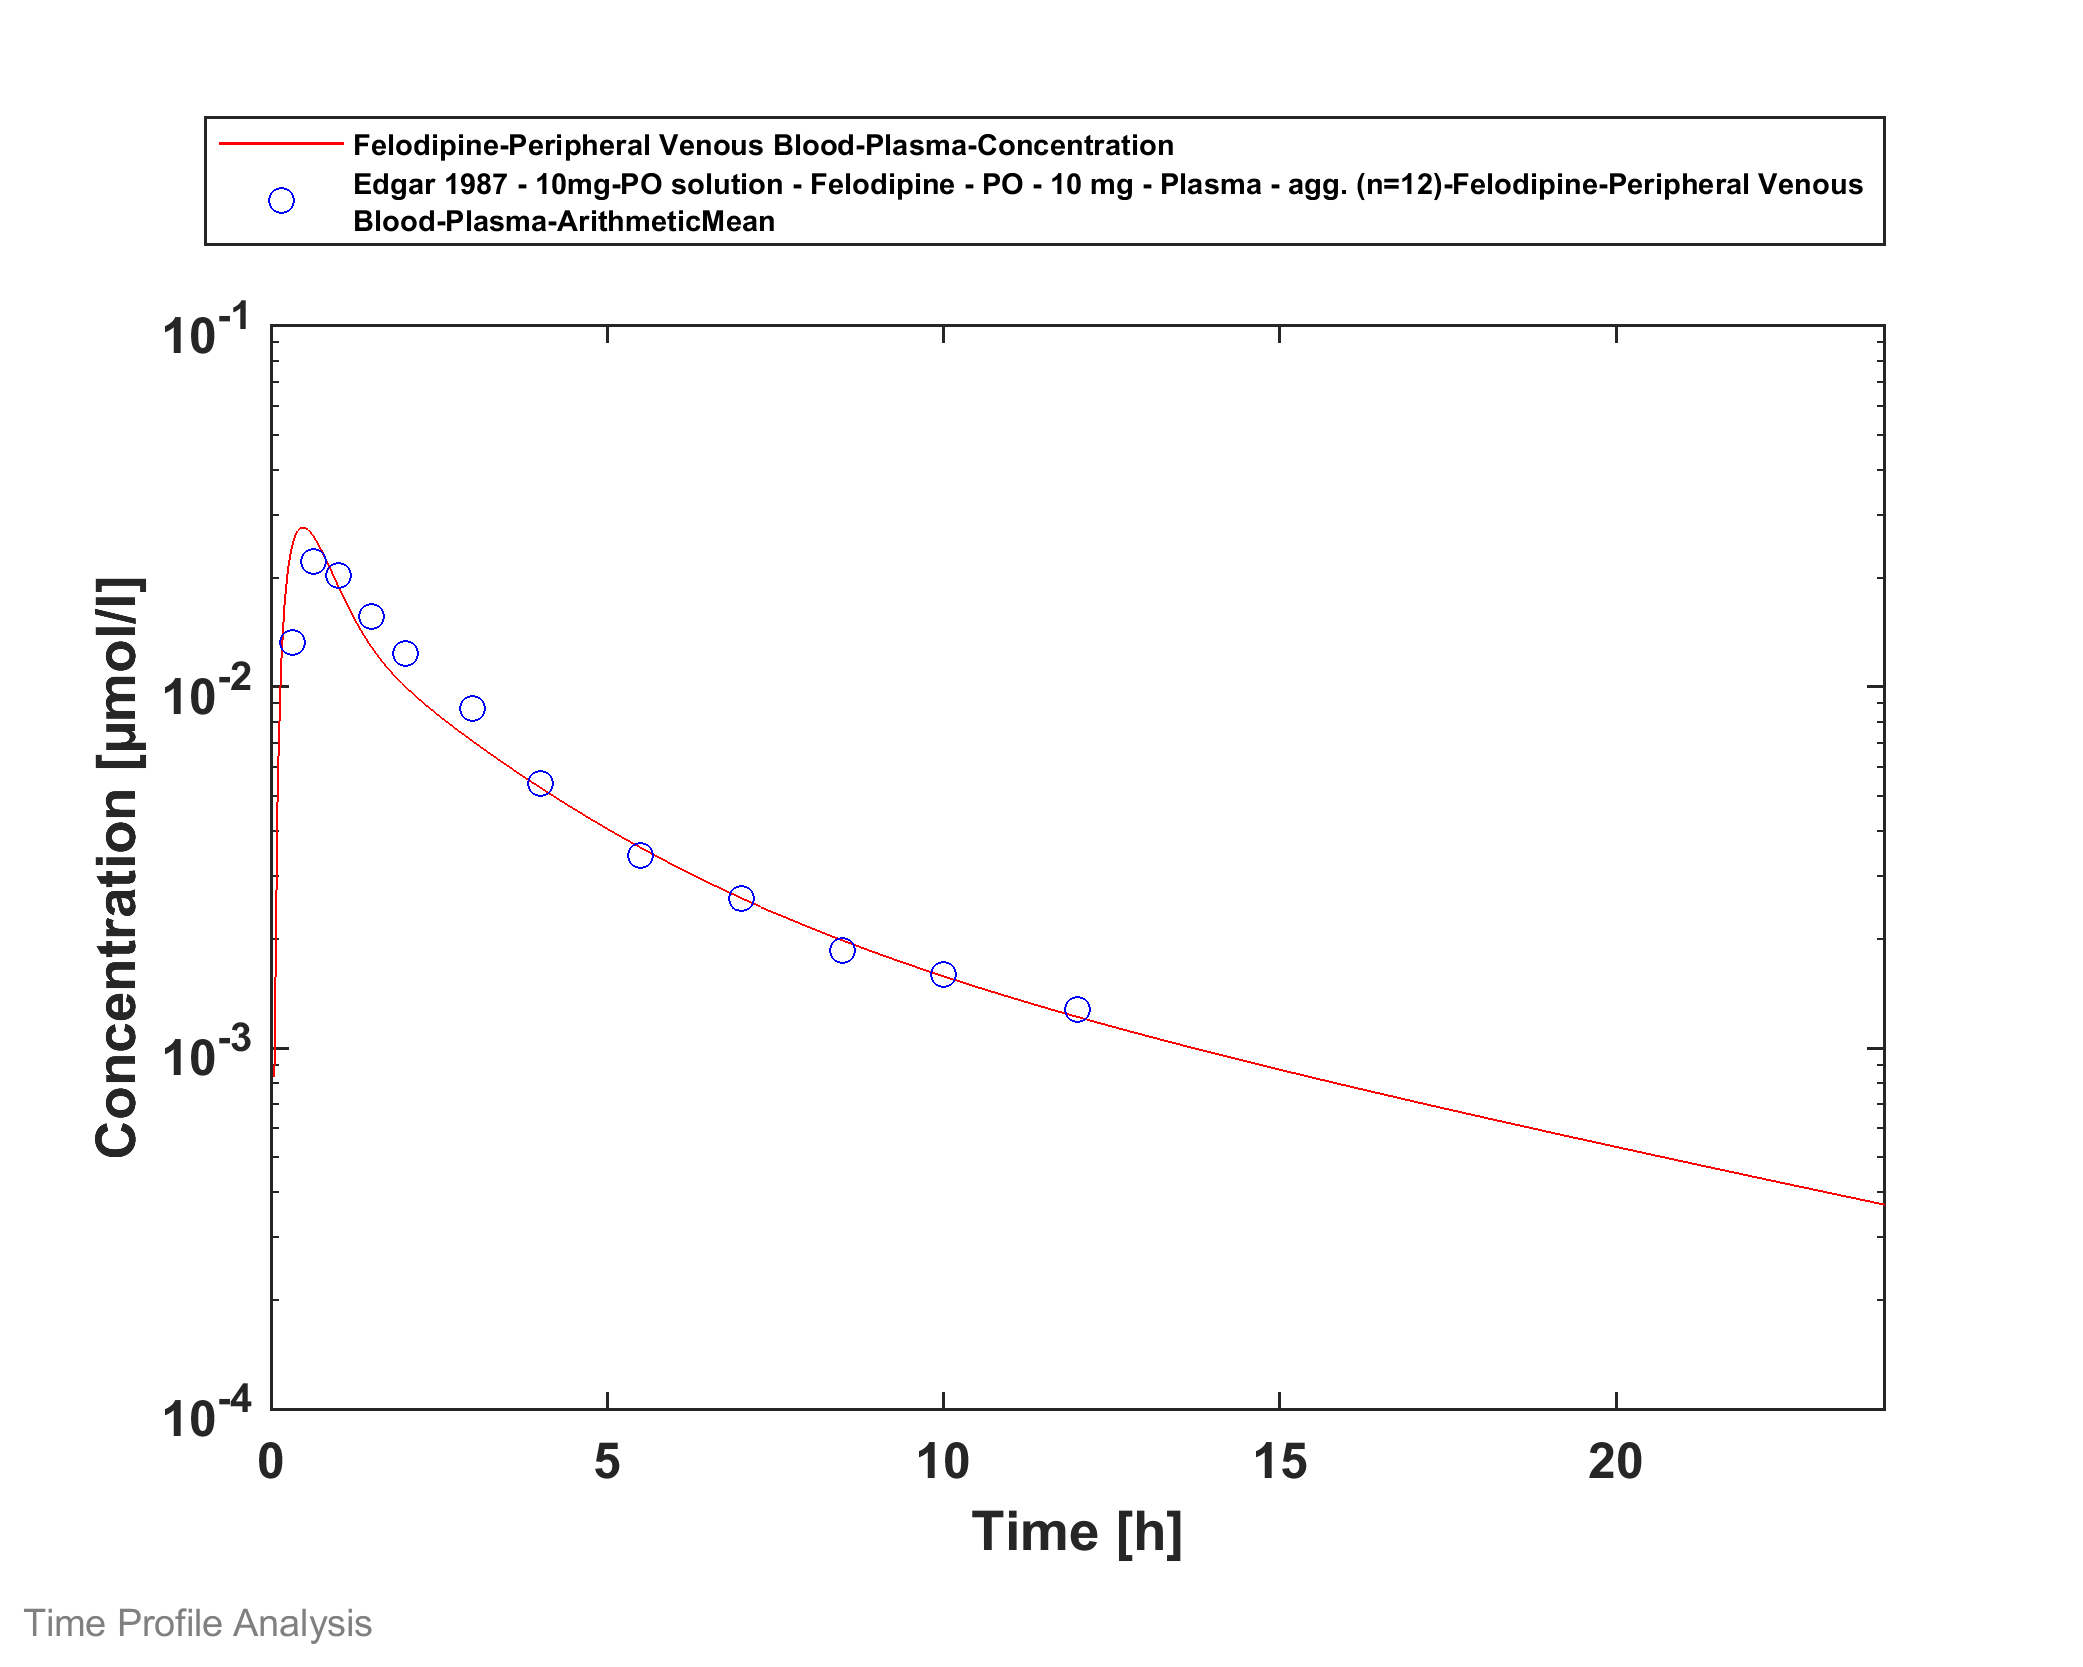 Felodipine-Peripheral Venous Blood-Plasma-Concentration
Edgar 1987 - 10mg-PO solution - Felodipine - PO - 10 mg - Plasma - agg. (n=12)-Felodipine-Peripheral Venous
Blood-Plasma-ArithmeticMean
10^-1
10^-2
10^-3
10^-4
Concentration [µmol/l]
0 5 10 15 20
Time [h]
Time Profile Analysis